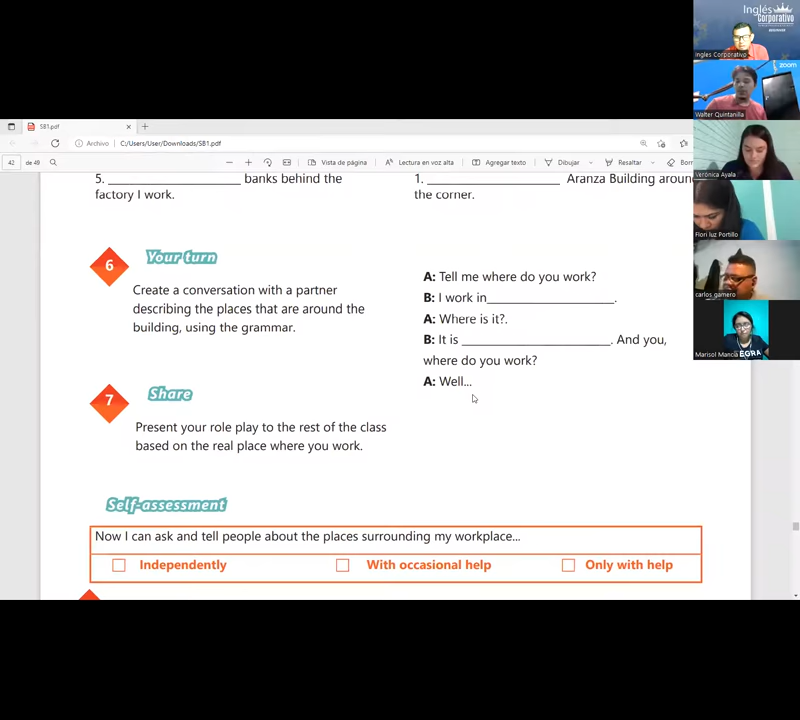 Inglés
Corporativo
BEGINNER
Ingles Corporativo
zoom
Walter Quintanilla
Verónica Ayala
Flori luz Portillo
carlos gamero
EGRA
Marisol Mancia
SB1.pdf
Archivo C:/Users/User/Downloads/SB1.pdf
42 de 49 Vista de página Lectura en voz alta Agregar texto Dibujar Resaltar Borr
5. ____________________ banks behind the
factory I work.
1. ____________________ Aranza Building aroun
the corner.
6 Your turn
Create a conversation with a partner
describing the places that are around the
building, using the grammar.
A: Tell me where do you work?
B: I work in____________________.
A: Where is it?.
B: It is _______________________. And you,
where do you work?
A: Well...
7 Share
Present your role play to the rest of the class
based on the real place where you work.
Self-assessment
Now I can ask and tell people about the places surrounding my workplace...
Independently With occasional help Only with help